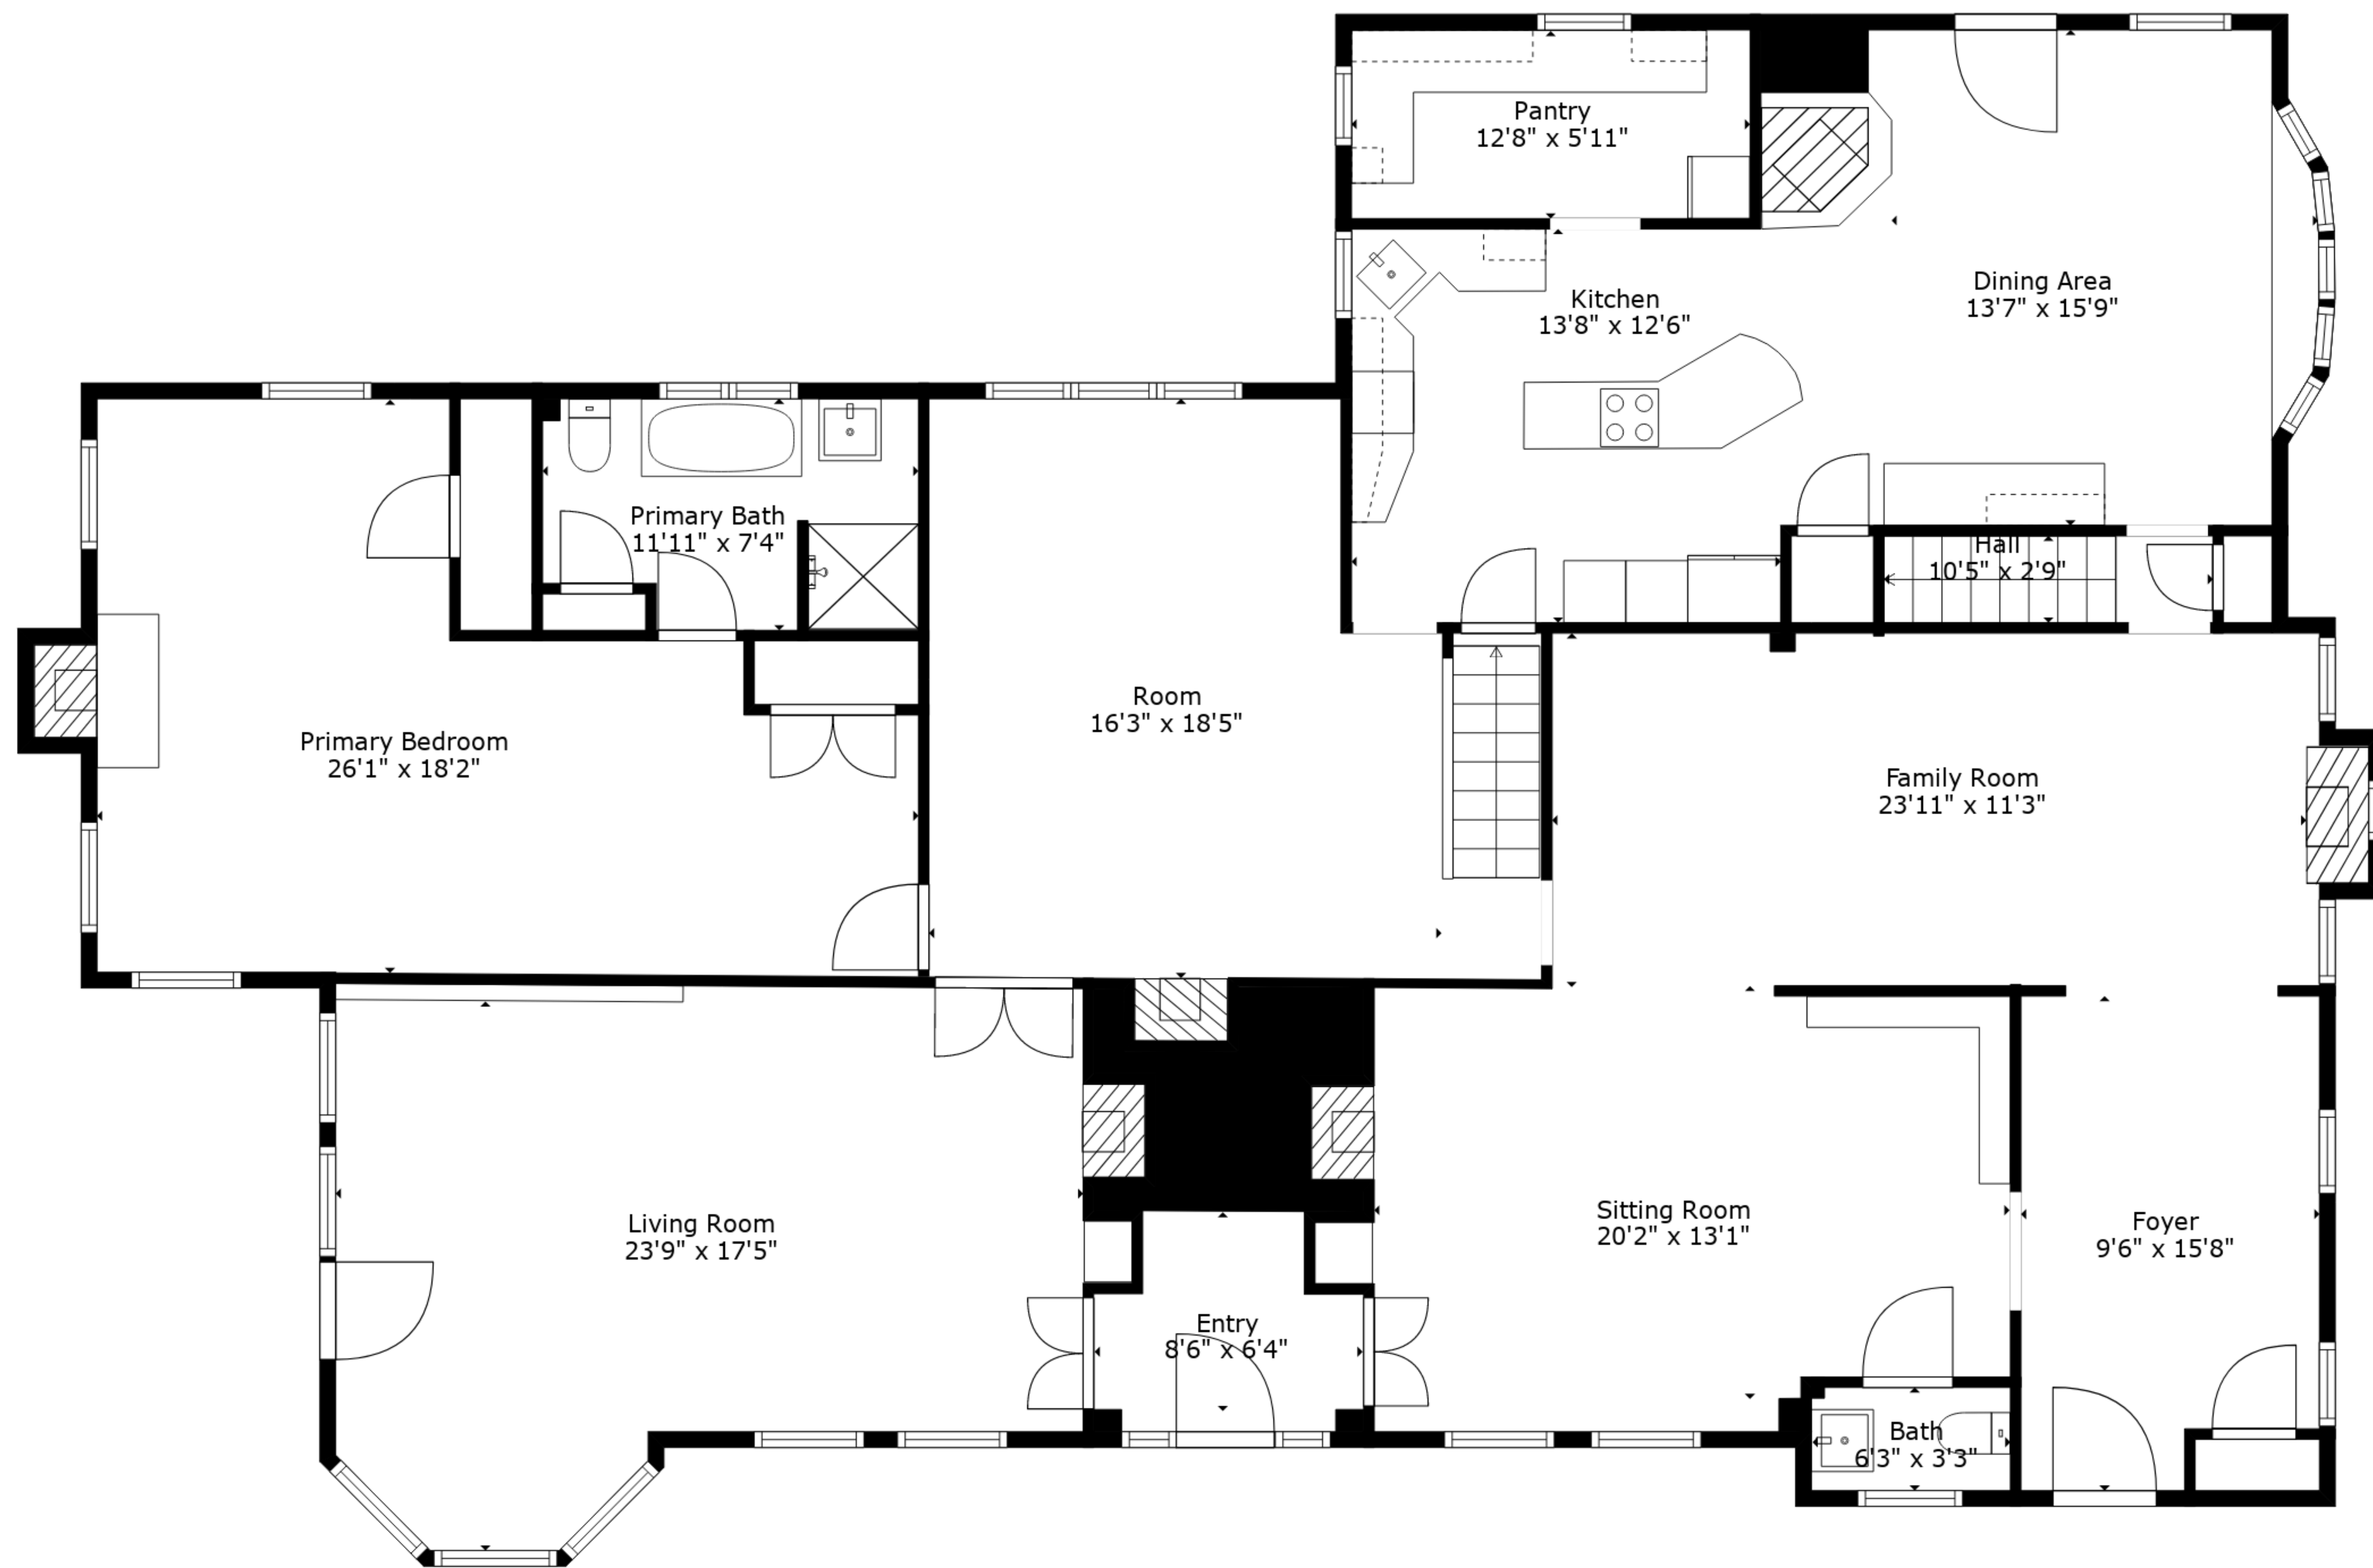 Pantry
12'8" x 5'11"
Kitchen
13'8" x 12'6"
Dining Area
13'7" x 15'9"
Primary Bath
11'11" x 7'4"
Hall
10'5" x 2'9"
Room
16'3" x 18'5"
Primary Bedroom
26'1" x 18'2"
Family Room
23'11" x 11'3"
Living Room
23'9" x 17'5"
Sitting Room
20'2" x 13'1"
Foyer
9'6" x 15'8"
Entry
8'6" x 6'4"
Bath
6'3" x 3'3"